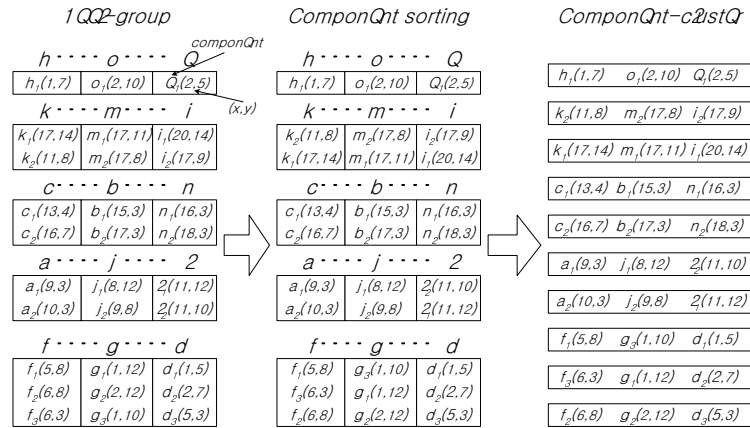 1QQ2-group
componQnt
h - - - - o - - - - Q
h1(1,7) o1(2,10) Q1(2,5)
(x,y)
k - - - - m - - - - i
k1(17,14) m1(17,11) i1(20,14)
k2(11,8) m2(17,8) i2(17,9)
c - - - - b - - - - n
c1(13,4) b1(15,3) n1(16,3)
c2(16,7) b2(17,3) n2(18,3)
a - - - - j - - - - 2
a1(9,3) j1(8,12) 21(11,12)
a2(10,3) j2(9,8) 22(11,10)
f - - - - g - - - - d
f1(5,8) g1(1,12) d1(1,5)
f2(6,8) g2(2,12) d2(2,7)
f3(6,3) g3(1,10) d3(5,3)
ComponQnt sorting
h - - - - o - - - - Q
h1(1,7) o1(2,10) Q1(2,5)
k - - - - m - - - - i
k2(11,8) m2(17,8) i2(17,9)
k1(17,14) m1(17,11) i1(20,14)
c - - - - b - - - - n
c1(13,4) b1(15,3) n1(16,3)
c2(16,7) b2(17,3) n2(18,3)
a - - - - j - - - - 2
a1(9,3) j1(8,12) 22(11,10)
a2(10,3) j2(9,8) 21(11,12)
f - - - - g - - - - d
f1(5,8) g3(1,10) d1(1,5)
f3(6,3) g1(1,12) d2(2,7)
f2(6,8) g2(2,12) d3(5,3)
ComponQnt-c2ustQr
h1(1,7) o1(2,10) Q1(2,5)
k2(11,8) m2(17,8) i2(17,9)
k1(17,14) m1(17,11) i1(20,14)
c1(13,4) b1(15,3) n1(16,3)
c2(16,7) b2(17,3) n2(18,3)
a1(9,3) j1(8,12) 22(11,10)
a2(10,3) j2(9,8) 21(11,12)
f1(5,8) g3(1,10) d1(1,5)
f3(6,3) g1(1,12) d2(2,7)
f2(6,8) g2(2,12) d3(5,3)